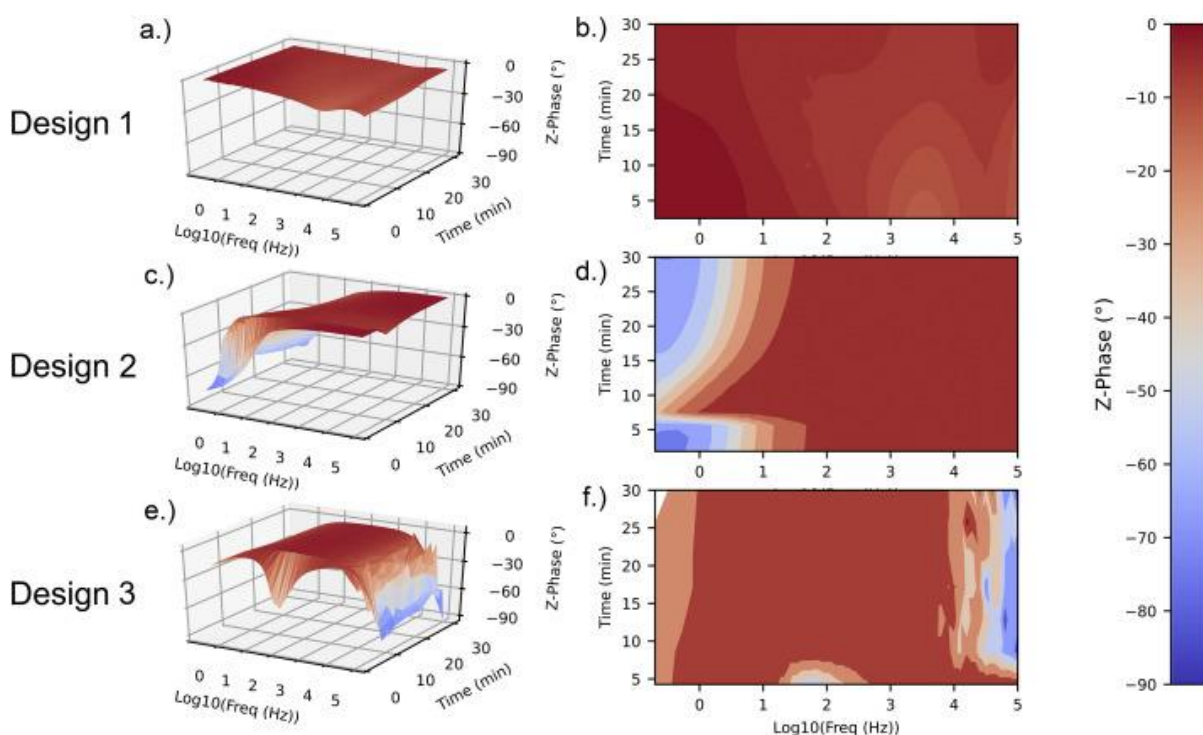 a.)
b.)
Design 1
0
-30
-60
-90
Z-Phase (°)
0 1 2 3 4 5
Log10(Freq (Hz))
0 10 20 30
Time (min)
30
25
20
15
10
5
Time (min)
0 1 2 3 4 5
c.)
d.)
Design 2
0
-30
-60
-90
Z-Phase (°)
0 1 2 3 4 5
Log10(Freq (Hz))
0 10 20 30
Time (min)
30
25
20
15
10
5
Time (min)
0 1 2 3 4 5
e.)
f.)
Design 3
0
-30
-60
-90
Z-Phase (°)
0 1 2 3 4 5
Log10(Freq (Hz))
0 10 20 30
Time (min)
30
25
20
15
10
5
Time (min)
0 1 2 3 4 5
Log10(Freq (Hz))
0
-10
-20
-30
-40
-50
-60
-70
-80
-90
Z-Phase (°)